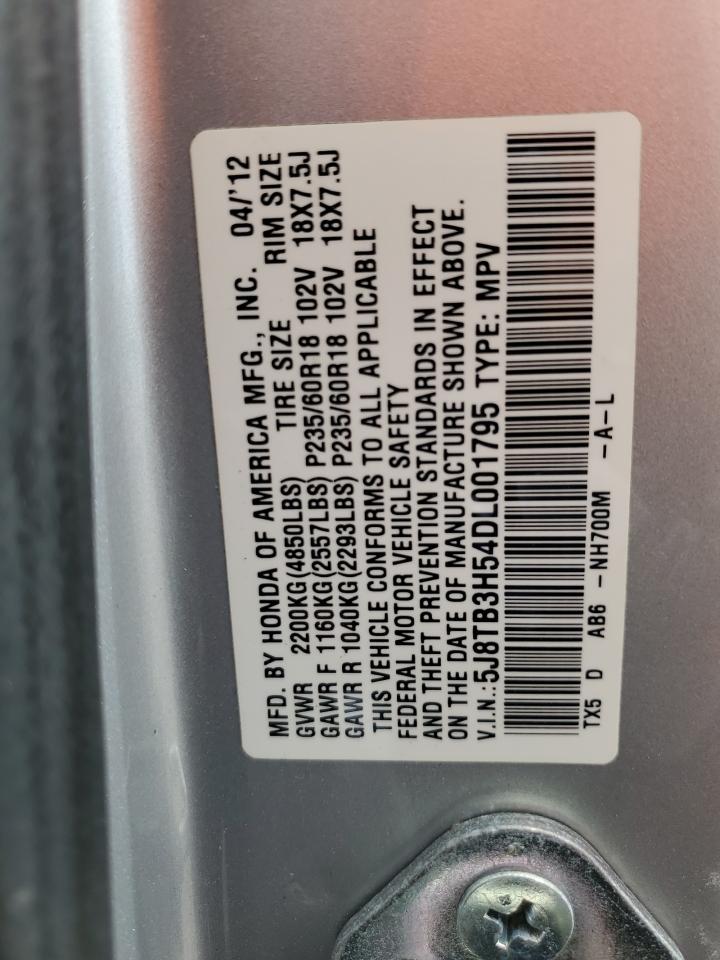 MFD. BY HONDA OF AMERICA MFG., INC. 04/'12
GVWR 2200KG(4850LBS) TIRE SIZE RIM SIZE
GAWR F 1160KG(2557LBS) P235/60R18 102V 18X7.5J
GAWR R 1040KG(2293LBS) P235/60R18 102V 18X7.5J
THIS VEHICLE CONFORMS TO ALL APPLICABLE
FEDERAL MOTOR VEHICLE SAFETY
AND THEFT PREVENTION STANDARDS IN EFFECT
ON THE DATE OF MANUFACTURE SHOWN ABOVE.
V.I.N.:5J8TB3H54DL001795 TYPE: MPV
TX5 D AB6 -NH700M -A-L